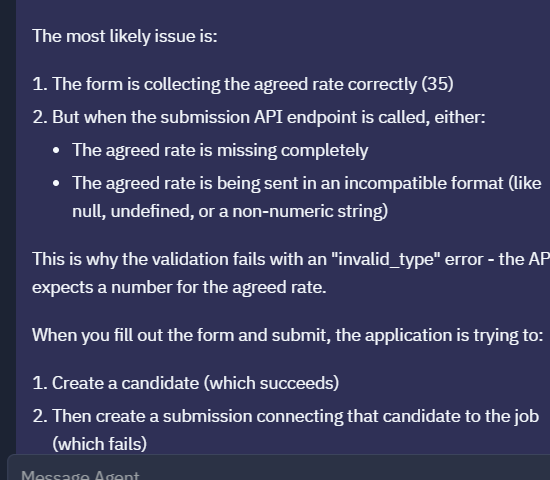 The most likely issue is:
1. The form is collecting the agreed rate correctly (35)
2. But when the submission API endpoint is called, either:
• The agreed rate is missing completely
• The agreed rate is being sent in an incompatible format (like
null, undefined, or a non-numeric string)
This is why the validation fails with an "invalid_type" error - the AP
expects a number for the agreed rate.
When you fill out the form and submit, the application is trying to:
1. Create a candidate (which succeeds)
2. Then create a submission connecting that candidate to the job
(which fails)
Message Agent